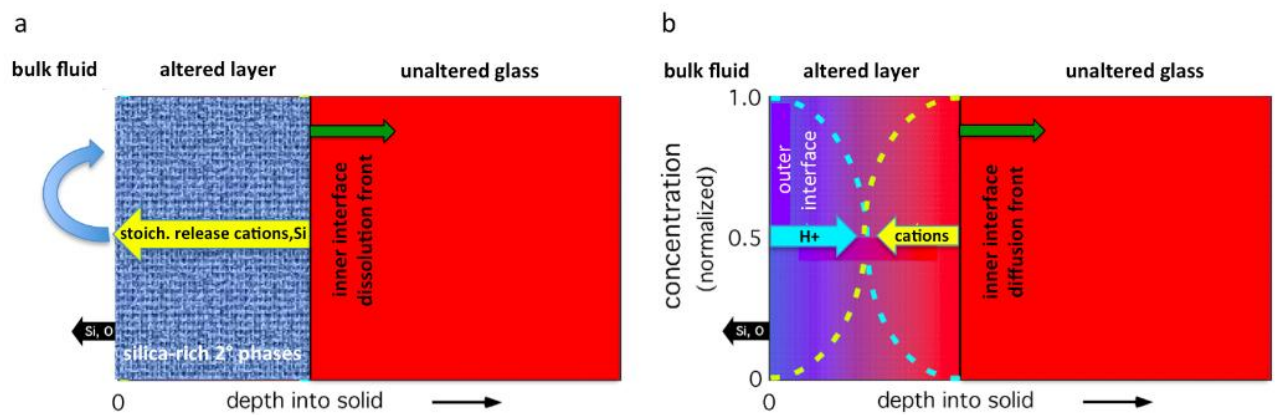 a
bulk fluid
altered layer
unaltered glass
stoich. release cations,Si
inner interface
dissolution front
Si, O
silica-rich 2° phases
0
depth into solid
b
bulk fluid
altered layer
unaltered glass
1.0
concentration
(normalized)
0.5
0
outer
interface
H+
cations
inner interface
diffusion front
Si, O
0
depth into solid